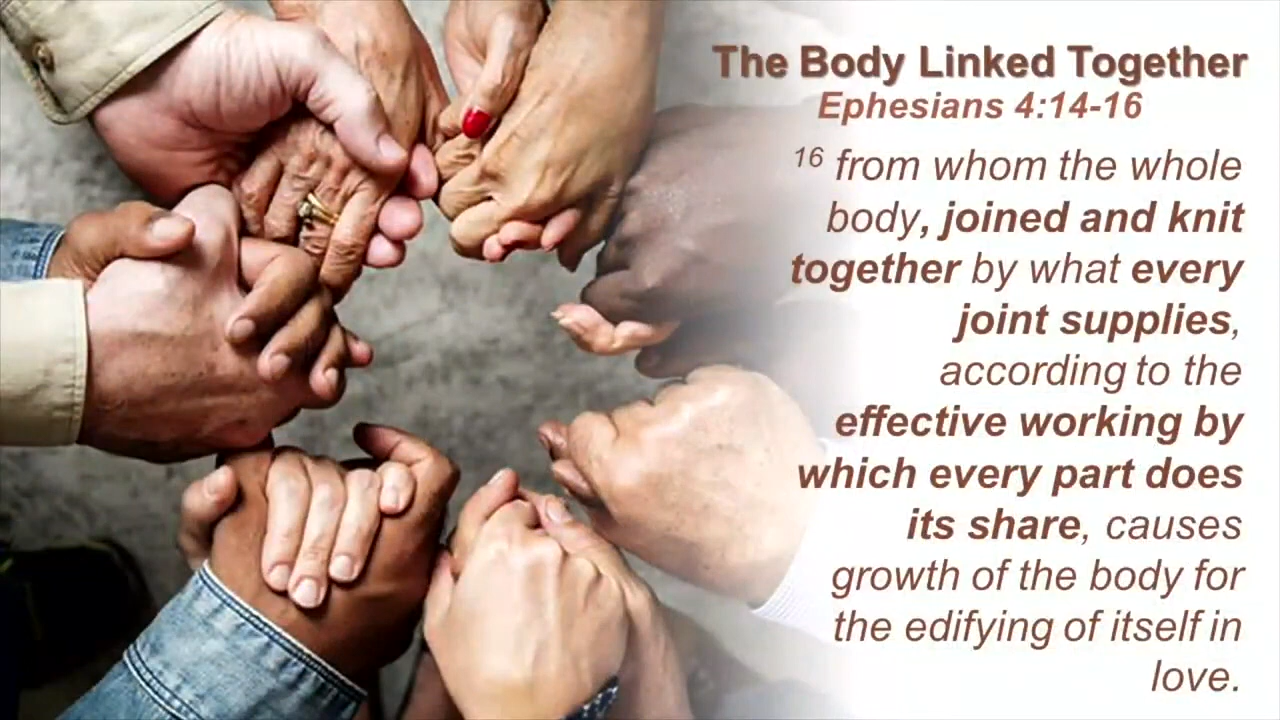 The Body Linked Together
Ephesians 4:14-16
16 from whom the whole
body, joined and knit
together by what every
joint supplies,
according to the
effective working by
which every part does
its share, causes
growth of the body for
the edifying of itself in
love.